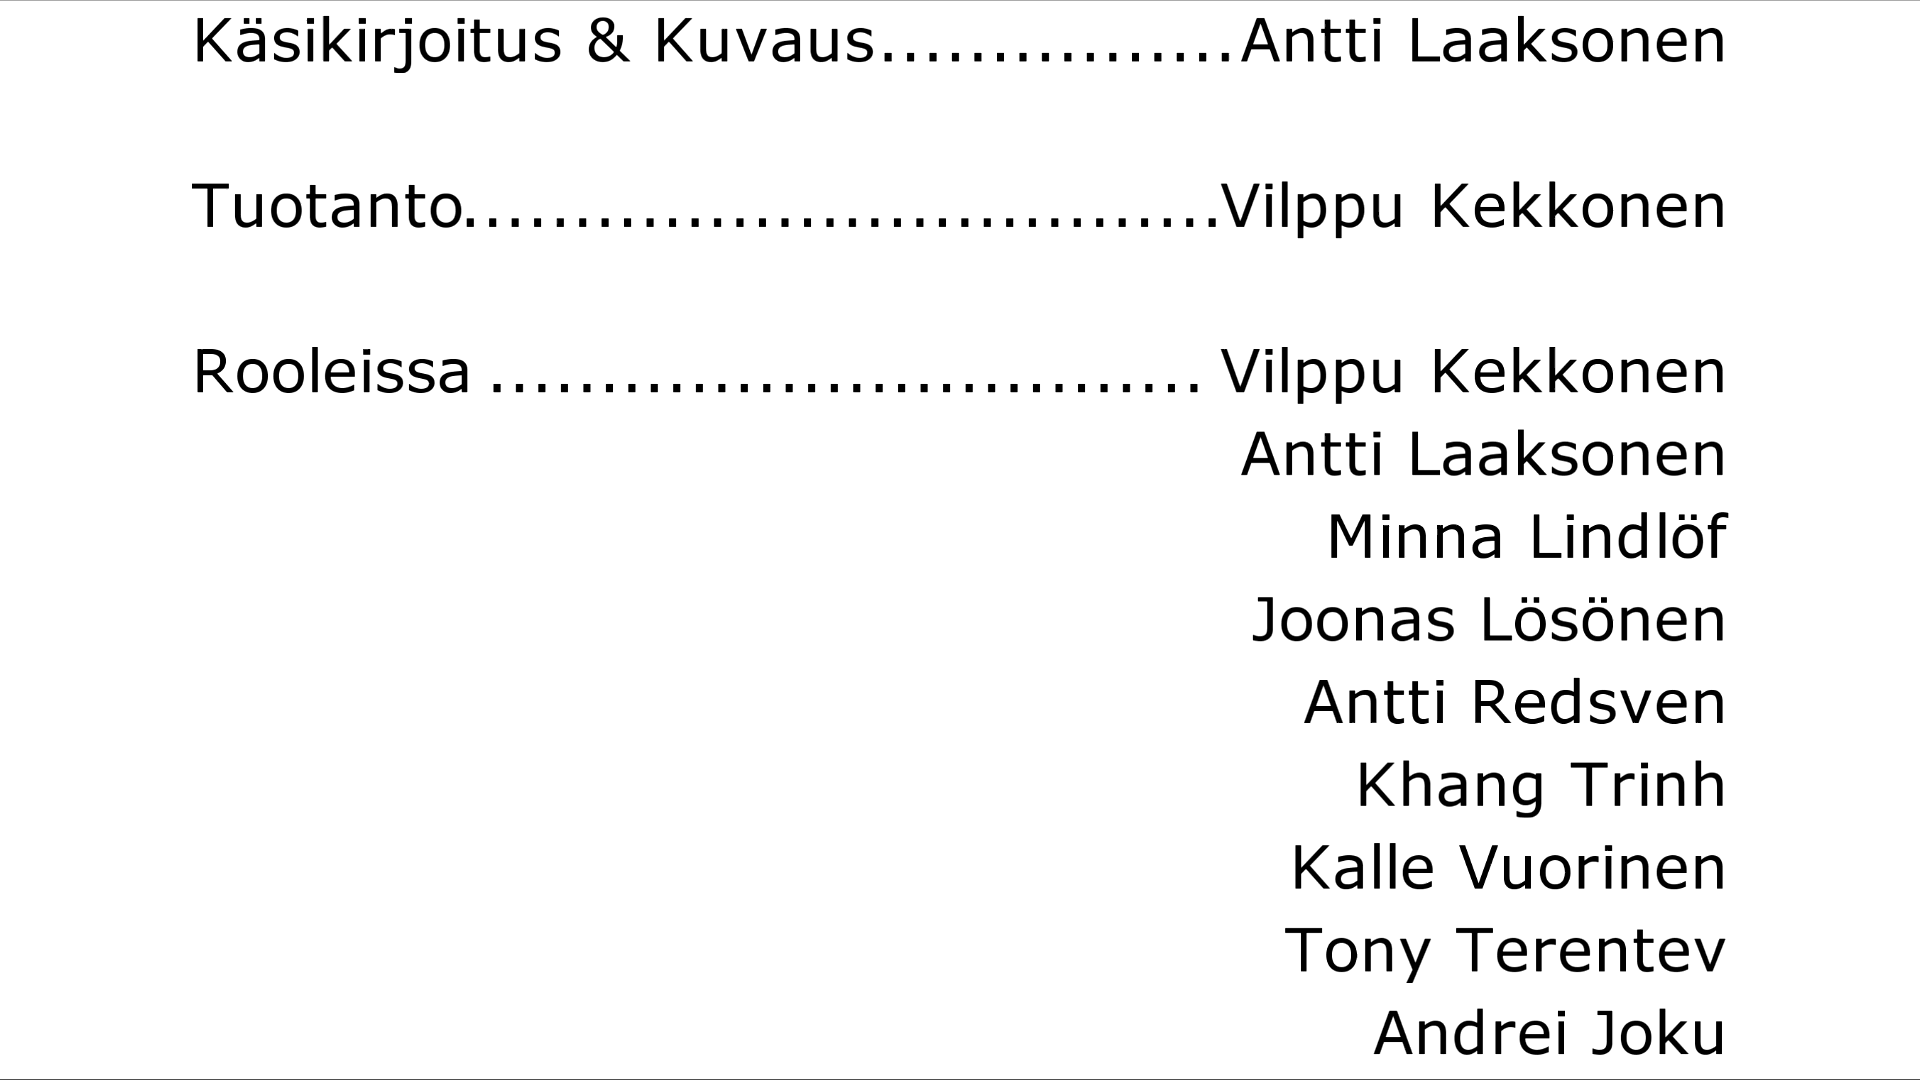 Käsikirjoitus & Kuvaus................Antti Laaksonen
Tuotanto..................................Vilppu Kekkonen
Rooleissa ................................ Vilppu Kekkonen
Antti Laaksonen
Minna Lindlöf
Joonas Lösönen
Antti Redsven
Khang Trinh
Kalle Vuorinen
Tony Terentev
Andrei Joku